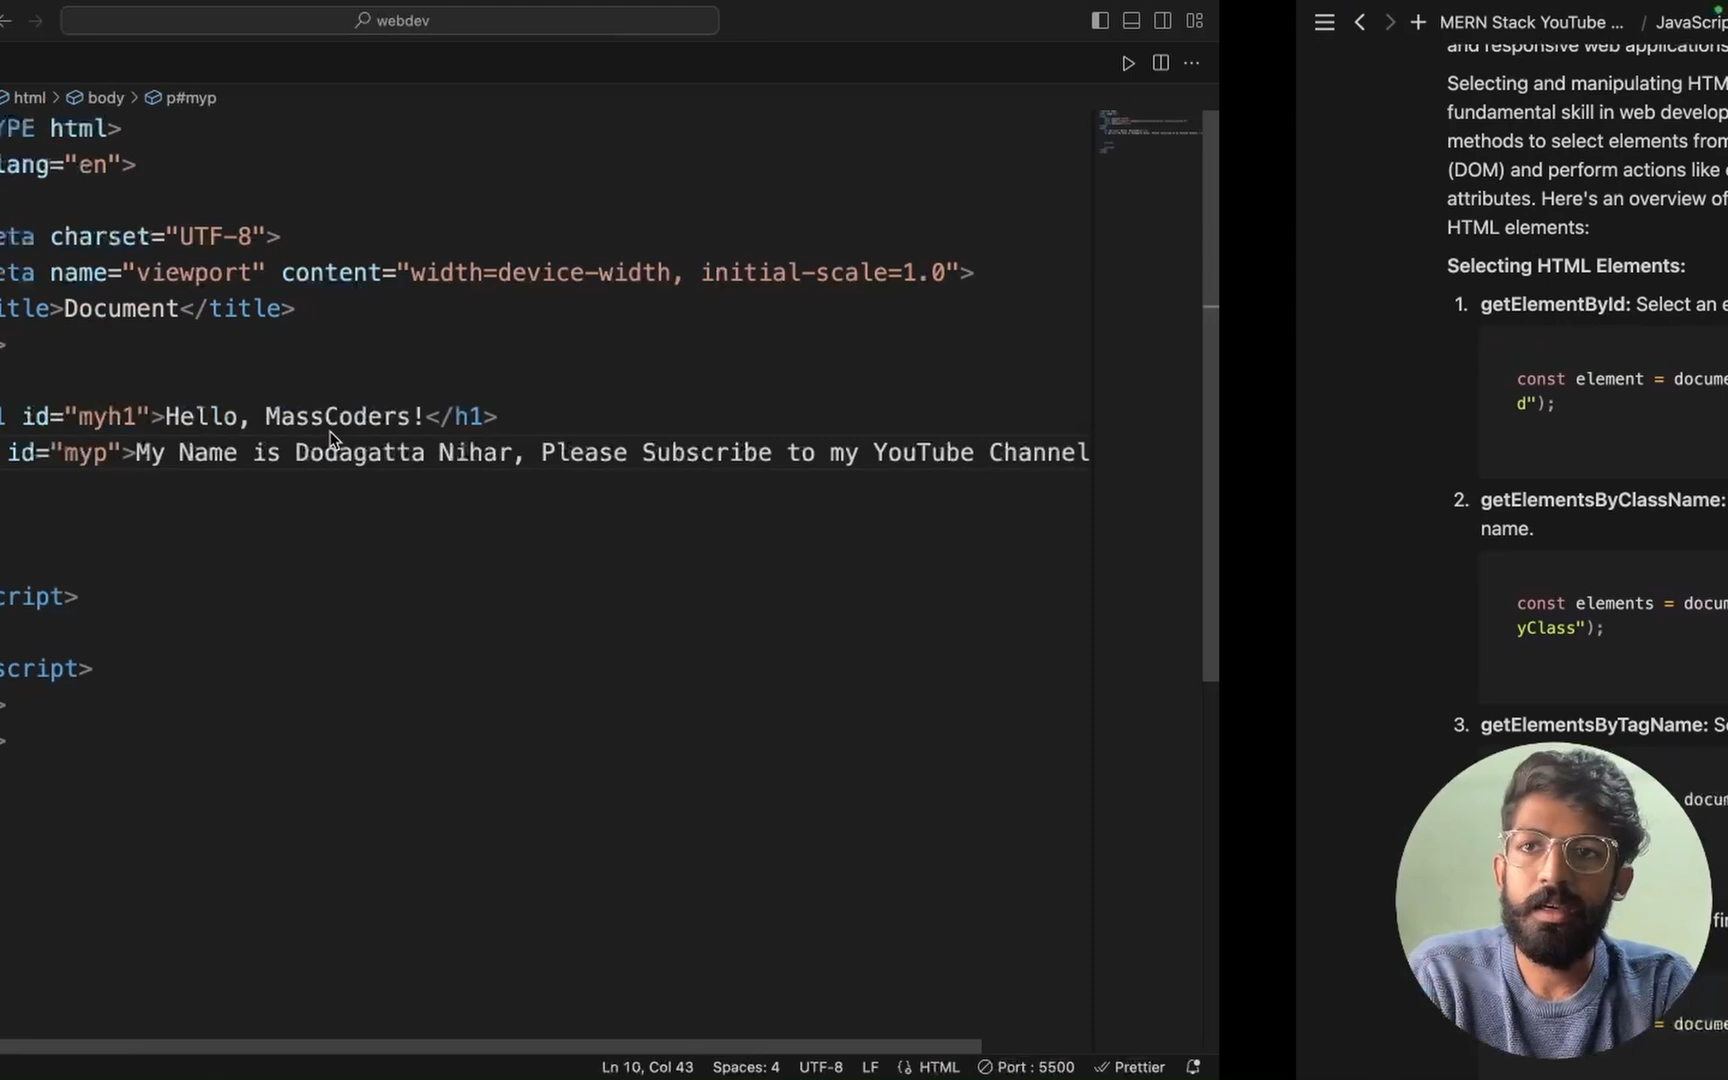 webdev
html > body > p#myp
YPE html>
lang="en">
eta charset="UTF-8">
eta name="viewport" content="width=device-width, initial-scale=1.0">
itle>Document</title>
>
id="myh1">Hello, MassCoders!</h1>
id="myp">My Name is Dodagatta Nihar, Please Subscribe to my YouTube Channel
cript>
script>
>
>
Ln 10, Col 43 Spaces: 4 UTF-8 LF HTML Port : 5500 Prettier
MERN Stack YouTube ... / JavaScrip
and responsive web applications
Selecting and manipulating HTM
fundamental skill in web develop
methods to select elements from
(DOM) and perform actions like
attributes. Here's an overview of
HTML elements:
Selecting HTML Elements:
1. getElementById: Select an e
const element = docume
d");
2. getElementsByClassName:
name.
const elements = docum
yClass");
3. getElementsByTagName: S
docum
fir
= docume